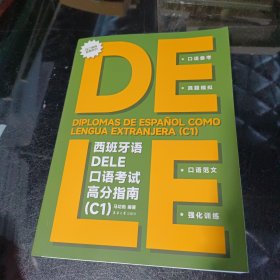 DE
· 口语备考
· 真题模拟
DIPLOMAS DE ESPAÑOL COMO
LENGUA EXTRANJERA (C1)
西班牙语
DELE
口语考试
高分指南
(C1)
编著
· 口语范文
· 强化训练
LE